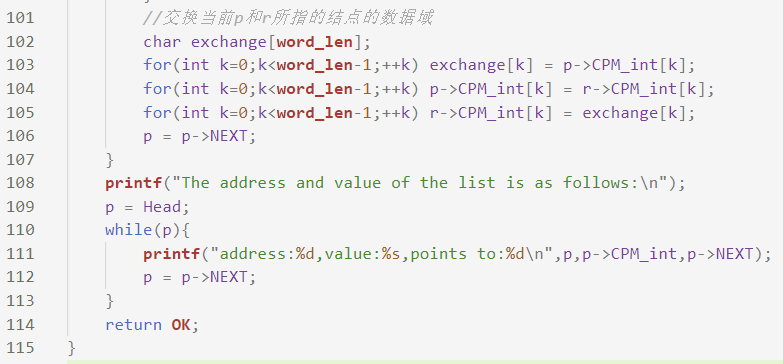 101 //交换当前p和r所指的结点的数据域
102 char exchange[word_len];
103 for(int k=0;k<word_len-1;++k) exchange[k] = p->CPM_int[k];
104 for(int k=0;k<word_len-1;++k) p->CPM_int[k] = r->CPM_int[k];
105 for(int k=0;k<word_len-1;++k) r->CPM_int[k] = exchange[k];
106 p = p->NEXT;
107 }
108 printf("The address and value of the list is as follows:\n");
109 p = Head;
110 while(p){
111 printf("address:%d,value:%s,points to:%d\n",p,p->CPM_int,p->NEXT);
112 p = p->NEXT;
113 }
114 return OK;
115 }